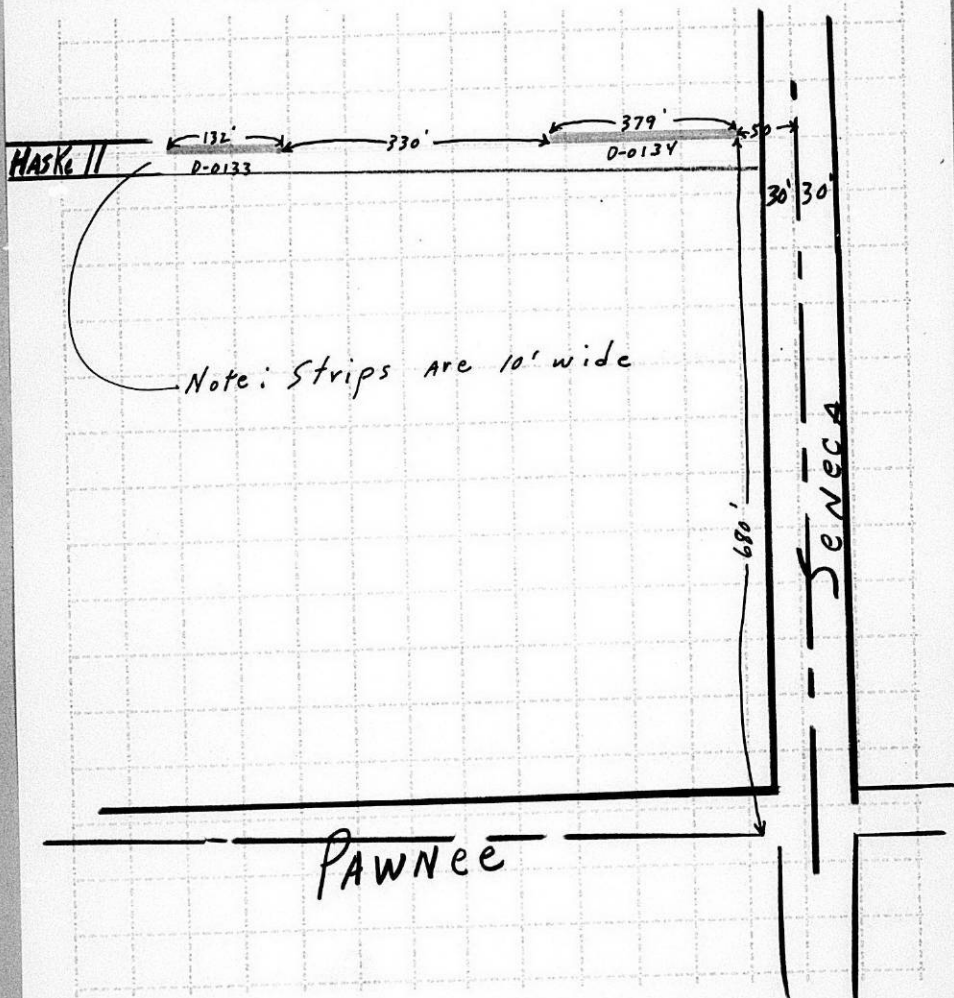 132'
330'
379'
50
HASKell
D-0133
D-0134
30' 30'
Note: Strips Are 10' wide
680'
SeNecA
PAWNee